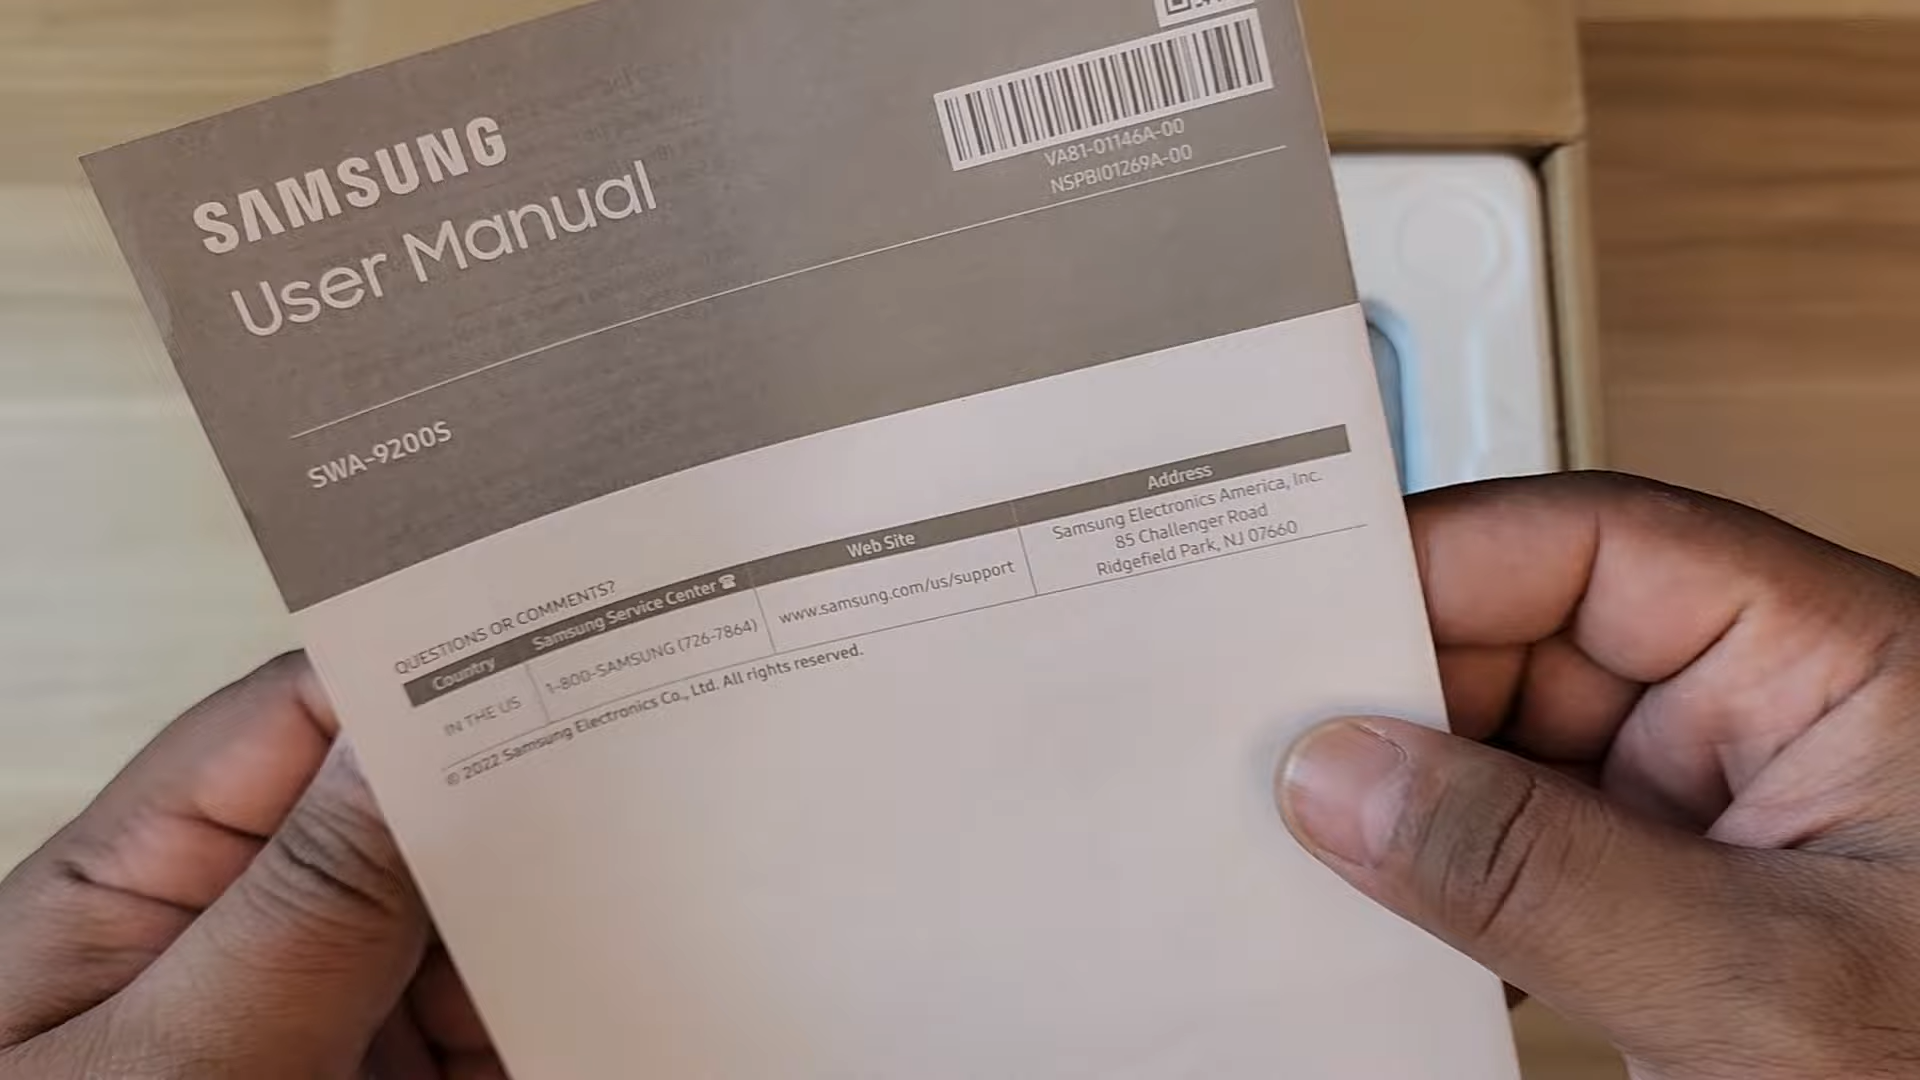 SAMSUNG
User Manual
VA81-01146A-00
NSPBI01269A-00
SWA-9200S
QUESTIONS OR COMMENTS?
Country Samsung Service Center ☎ Web Site Address
IN THE US 1-800-SAMSUNG (726-7864) www.samsung.com/us/support Samsung Electronics America, Inc.
85 Challenger Road
Ridgefield Park, NJ 07660
© 2022 Samsung Electronics Co., Ltd. All rights reserved.